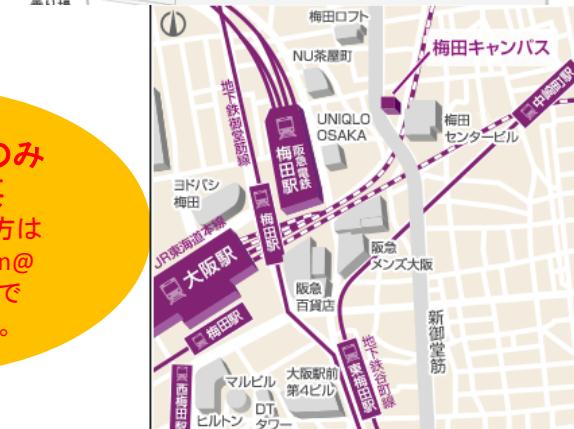 のみ
方は
n@
で
。
梅田ロフト
梅田キャンパス
NU茶屋町
中崎町駅
地下鉄御堂筋線
UNIQLO
OSAKA
梅田
センタービル
阪急電鉄
梅田駅
ヨドバシ
梅田
梅田駅
JR東海道本線
大阪駅
阪急
メンズ大阪
阪急
百貨店
梅田駅
新御堂筋
地下鉄谷町線
東梅田駅
大阪駅前
第4ビル
西梅田駅
マルビル
ヒルトン
DT
タワー